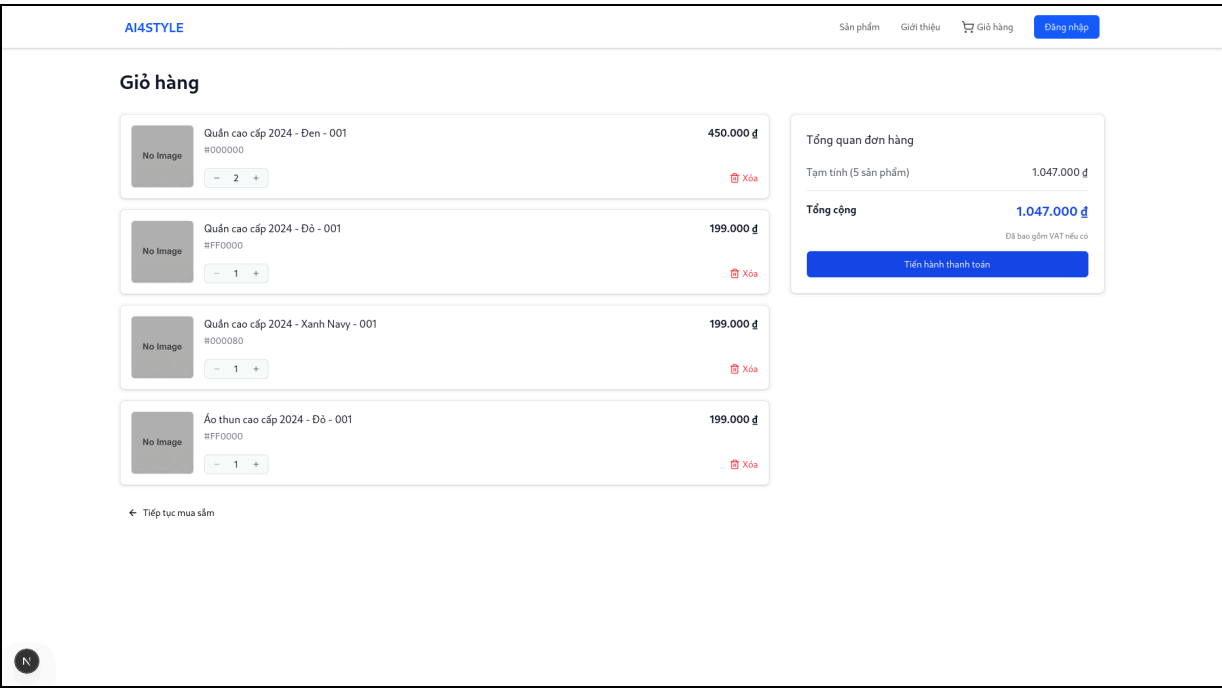 AI4STYLE
Sản phẩm Giới thiệu Giỏ hàng Đăng nhập
Giỏ hàng
No Image
Quần cao cấp 2024 - Đen - 001
450.000 ₫
#000000
− 2 +
Xóa
No Image
Quần cao cấp 2024 - Đỏ - 001
199.000 ₫
#FF0000
− 1 +
Xóa
No Image
Quần cao cấp 2024 - Xanh Navy - 001
199.000 ₫
#000080
− 1 +
Xóa
No Image
Áo thun cao cấp 2024 - Đỏ - 001
199.000 ₫
#FF0000
− 1 +
Xóa
← Tiếp tục mua sắm
Tổng quan đơn hàng
Tạm tính (5 sản phẩm) 1.047.000 ₫
Tổng cộng 1.047.000 ₫
Đã bao gồm VAT nếu có
Tiến hành thanh toán
N